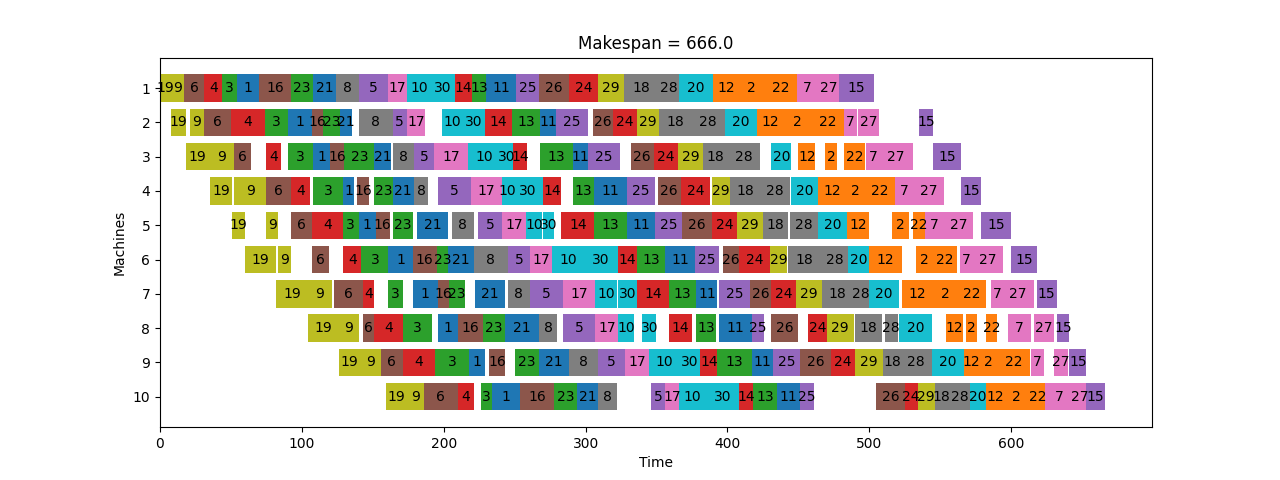 Makespan = 666.0
1 19 9 6 4 3 1 16 23 21 8 5 17 10 30 14 13 11 25 26 24 29 18 28 20 12 2 22 7 27 15
2 19 9 6 4 3 1 16 23 21 8 5 17 10 30 14 13 11 25 26 24 29 18 28 20 12 2 22 7 27 15
3 19 9 6 4 3 1 16 23 21 8 5 17 10 30 14 13 11 25 26 24 29 18 28 20 12 2 22 7 27 15
4 19 9 6 4 3 1 16 23 21 8 5 17 10 30 14 13 11 25 26 24 29 18 28 20 12 2 22 7 27 15
5 19 9 6 4 3 1 16 23 21 8 5 17 10 30 14 13 11 25 26 24 29 18 28 20 12 2 22 7 27 15
6 19 9 6 4 3 1 16 23 21 8 5 17 10 30 14 13 11 25 26 24 29 18 28 20 12 2 22 7 27 15
7 19 9 6 4 3 1 16 23 21 8 5 17 10 30 14 13 11 25 26 24 29 18 28 20 12 2 22 7 27 15
8 19 9 6 4 3 1 16 23 21 8 5 17 10 30 14 13 11 25 26 24 29 18 28 20 12 2 22 7 27 15
9 19 9 6 4 3 1 16 23 21 8 5 17 10 30 14 13 11 25 26 24 29 18 28 20 12 2 22 7 27 15
10 19 9 6 4 3 1 16 23 21 8 5 17 10 30 14 13 11 25 26 24 29 18 28 20 12 2 22 7 27 15
Machines
0 100 200 300 400 500 600
Time